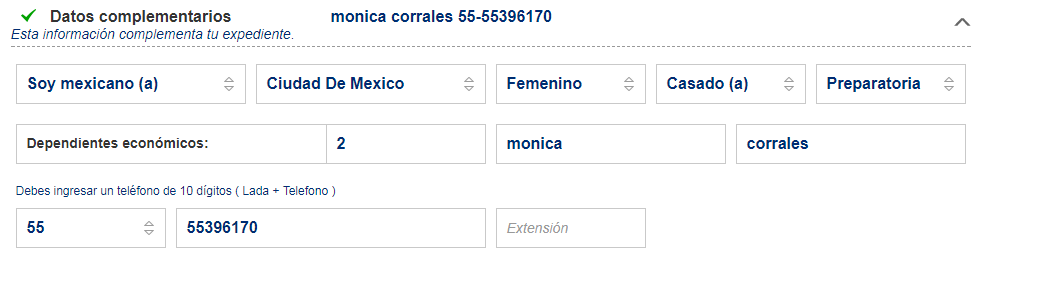 Datos complementarios monica corrales 55-55396170
Esta información complementa tu expediente.
Soy mexicano (a) Ciudad De Mexico Femenino Casado (a) Preparatoria
Dependientes económicos: 2 monica corrales
Debes ingresar un teléfono de 10 dígitos ( Lada + Telefono )
55 55396170 Extensión